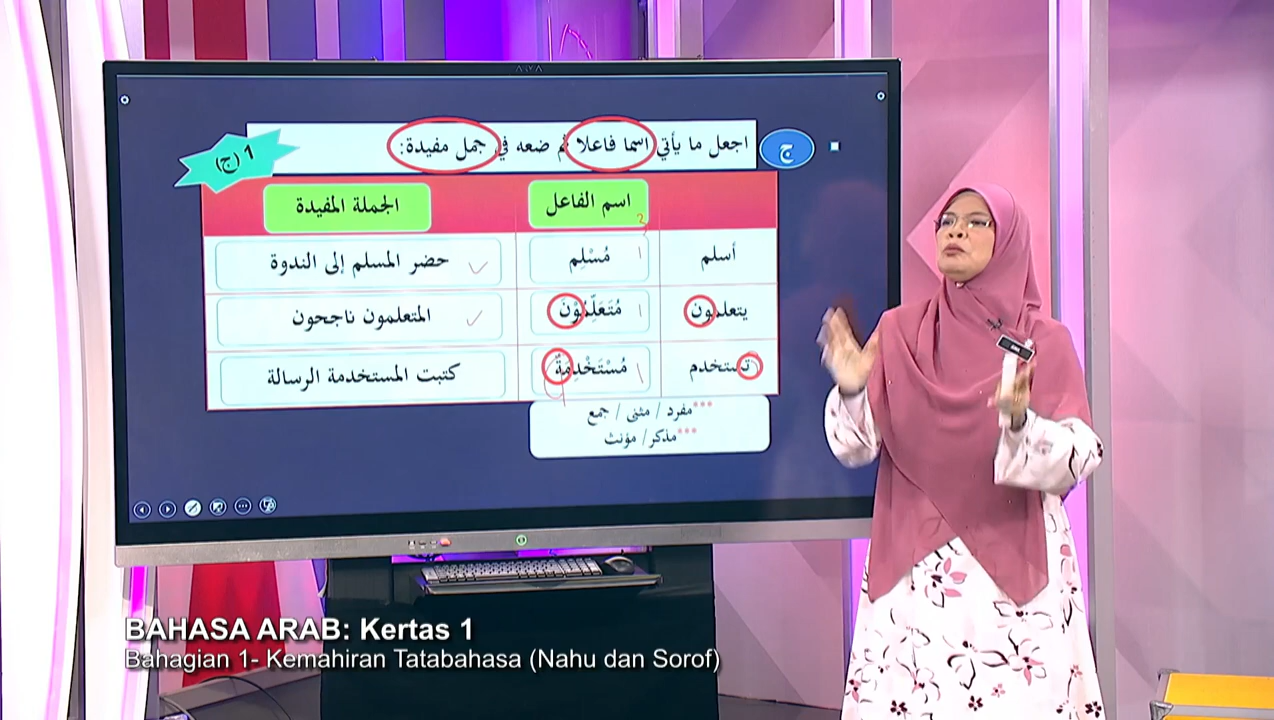 ج
اجعل ما يأتي اسما فاعلا ثم ضعه في جمل مفيدة:
1 (ج)
اسم الفاعل
الجملة المفيدة
أسلم
مُسْلِم
حضر المسلم إلى الندوة
يتعلمون
مُتَعَلِّمُوْنَ
المتعلمون ناجحون
تستخدم
مُسْتَخْدِمَةٌ
كتبت المستخدمة الرسالة
***مفرد / مثنى / جمع
***مذكر/ مؤنث
BAHASA ARAB: Kertas 1
Bahagian 1- Kemahiran Tatabahasa (Nahu dan Sorof)